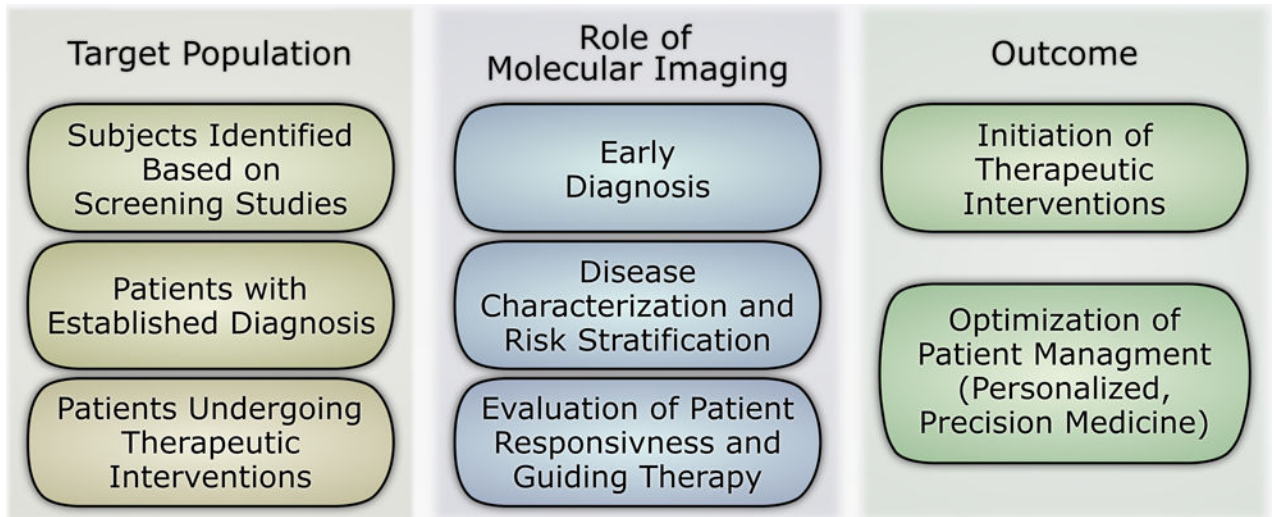 Target Population
Subjects Identified
Based on
Screening Studies
Patients with
Established Diagnosis
Patients Undergoing
Therapeutic
Interventions
Role of
Molecular Imaging
Early
Diagnosis
Disease
Characterization and
Risk Stratification
Evaluation of Patient
Responsivness and
Guiding Therapy
Outcome
Initiation of
Therapeutic
Interventions
Optimization of
Patient Managment
(Personalized,
Precision Medicine)